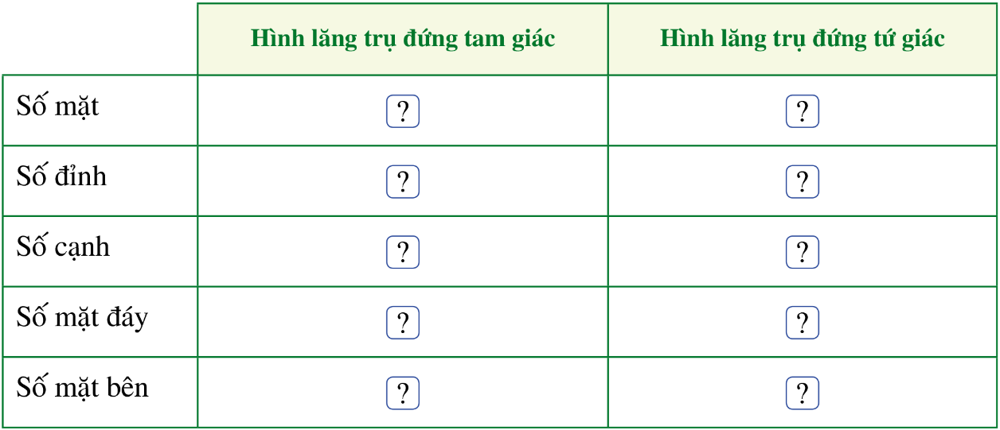 Hình lăng trụ đứng tam giác Hình lăng trụ đứng tứ giác
Số mặt ? ?
Số đỉnh ? ?
Số cạnh ? ?
Số mặt đáy ? ?
Số mặt bên ? ?